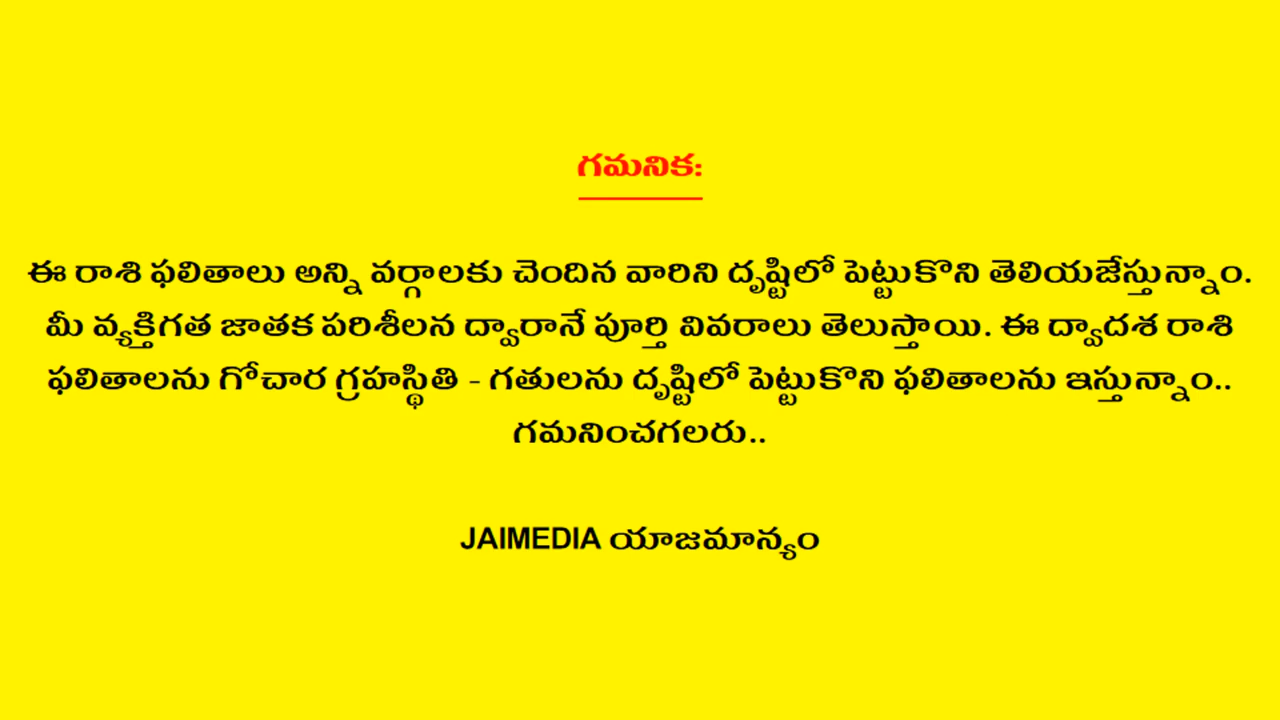 గమనిక:
ఈ రాశి ఫలితాలు అన్ని వర్గాలకు చెందిన వారిని దృష్టిలో పెట్టుకొని తెలియజేస్తున్నాం.
మీ వ్యక్తిగత జాతక పరిశీలన ద్వారానే పూర్తి వివరాలు తెలుస్తాయి. ఈ ద్వాదశ రాశి
ఫలితాలను గోచార గ్రహస్థితి - గతులను దృష్టిలో పెట్టుకొని ఫలితాలను ఇస్తున్నాం..
గమనించగలరు..
JAIMEDIA యాజమాన్యం